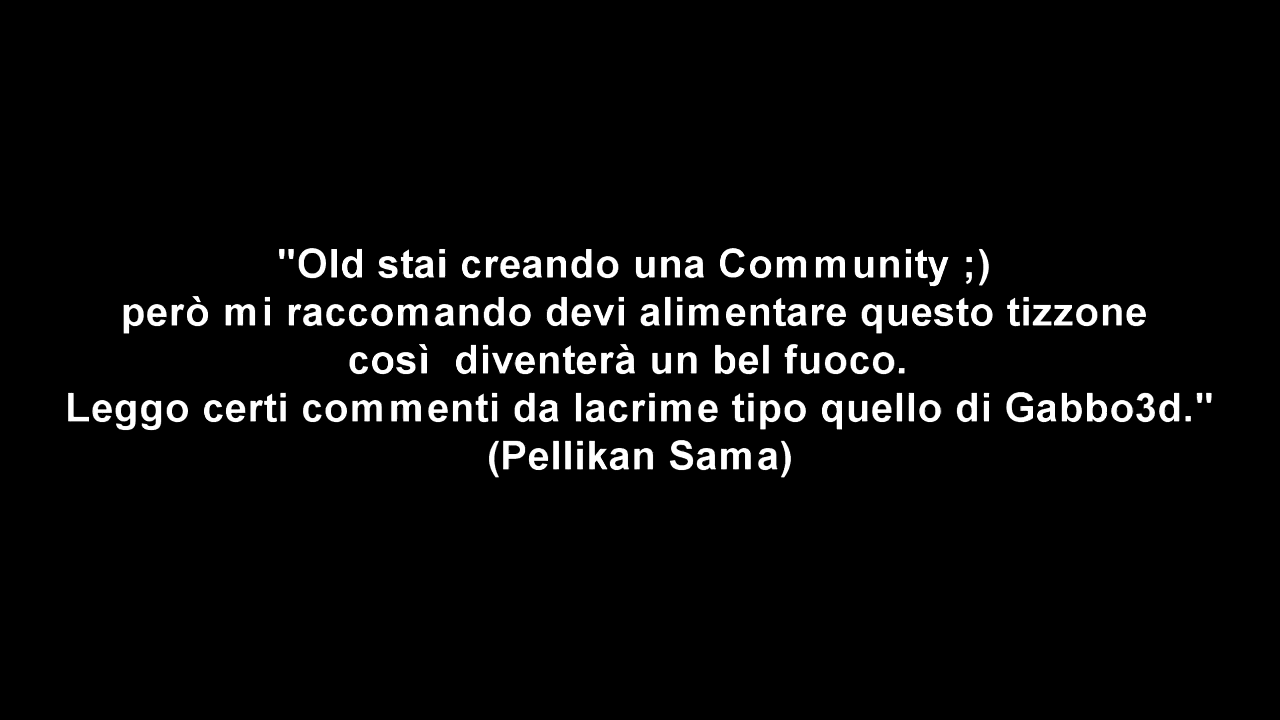 "Old stai creando una Community ;)
però mi raccomando devi alimentare questo tizzone
così  diventerà un bel fuoco.
Leggo certi commenti da lacrime tipo quello di Gabbo3d."
(Pellikan Sama)